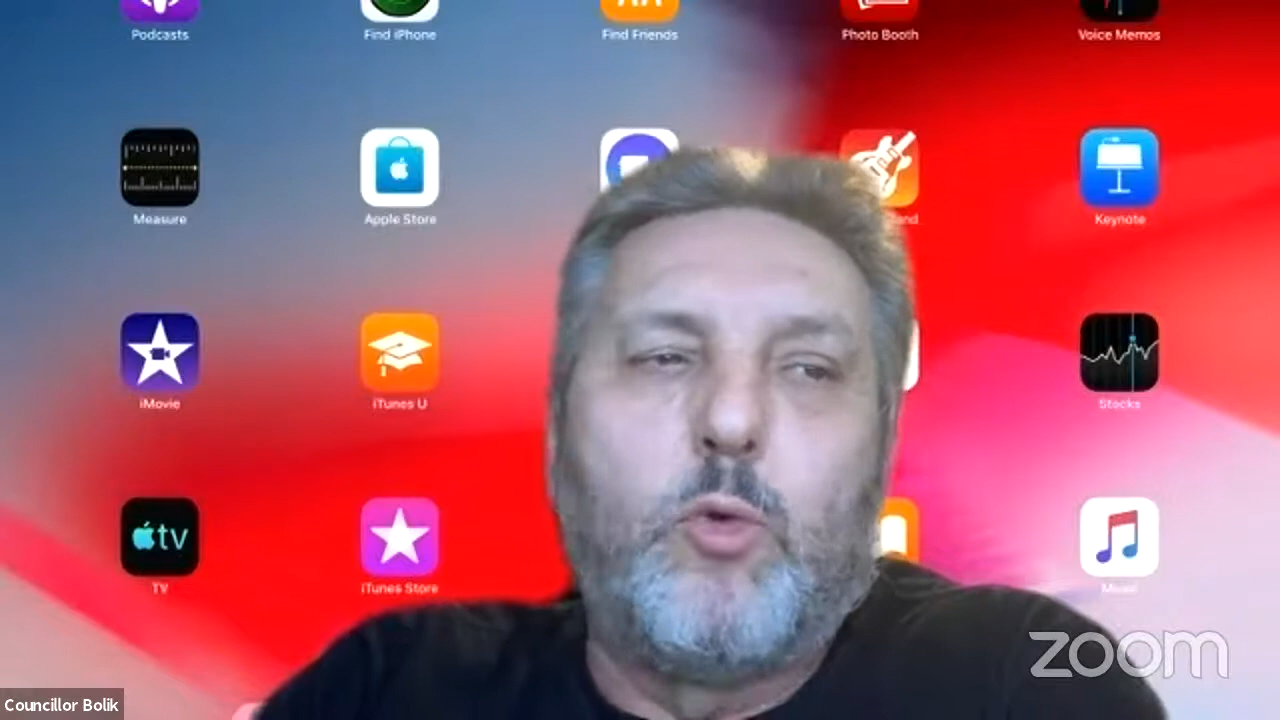 Podcasts
Find iPhone
Find Friends
Photo Booth
Voice Memos
Measure
Apple Store
and
Keynote
iMovie
iTunes U
Stocks
tv
TV
iTunes Store
Music
zoom
Councillor Bolik